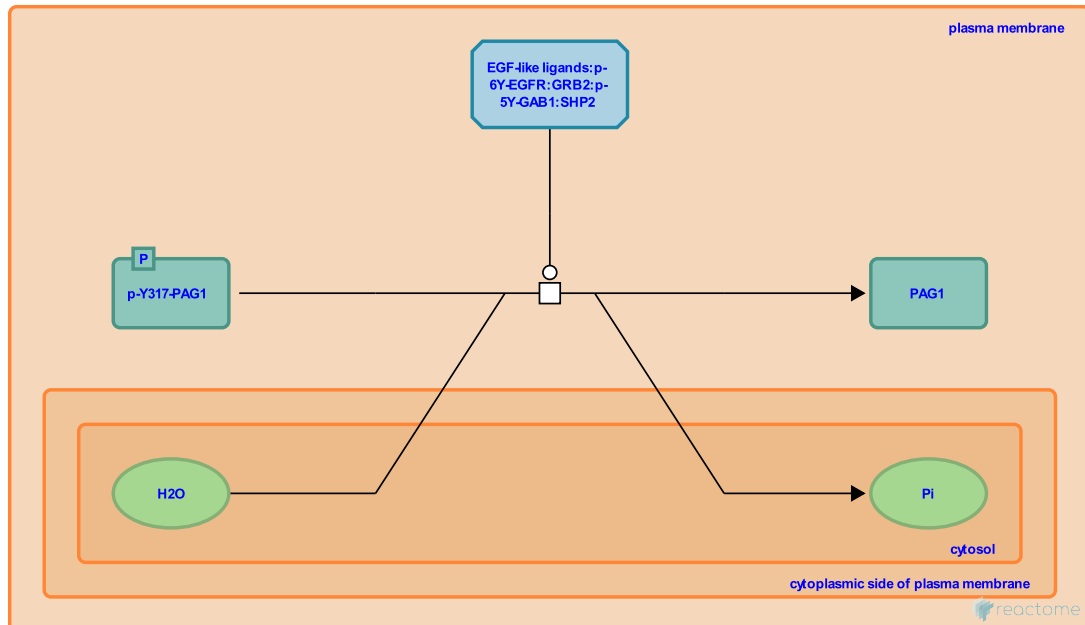 plasma membrane
EGF-like ligands:p-
6Y-EGFR:GRB2:p-
5Y-GAB1:SHP2
P
p-Y317-PAG1
PAG1
H2O
Pi
cytosol
cytoplasmic side of plasma membrane
reactome